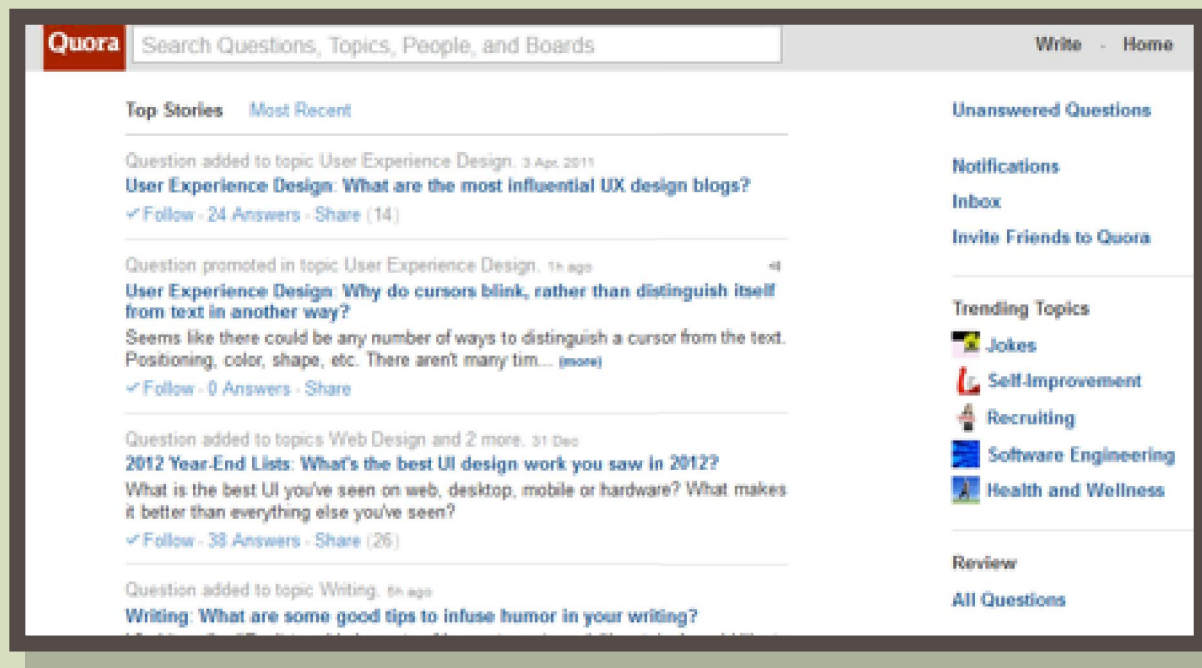 Quora
Search Questions, Topics, People, and Boards
Write - Home
Top Stories Most Recent
Question added to topic User Experience Design. 3 Apr, 2011
User Experience Design: What are the most influential UX design blogs?
Follow - 24 Answers - Share (14)
Question promoted in topic User Experience Design. 1h ago
User Experience Design: Why do cursors blink, rather than distinguish itself
from text in another way?
Seems like there could be any number of ways to distinguish a cursor from the text.
Positioning, color, shape, etc. There aren't many tim... (more)
Follow - 0 Answers - Share
Question added to topics Web Design and 2 more. 31 Dec
2012 Year-End Lists: What's the best UI design work you saw in 2012?
What is the best UI you've seen on web, desktop, mobile or hardware? What makes
it better than everything else you've seen?
Follow - 38 Answers - Share (26)
Question added to topic Writing. 5h ago
Writing: What are some good tips to infuse humor in your writing?
Unanswered Questions
Notifications
Inbox
Invite Friends to Quora
Trending Topics
Jokes
Self-Improvement
Recruiting
Software Engineering
Health and Wellness
Review
All Questions